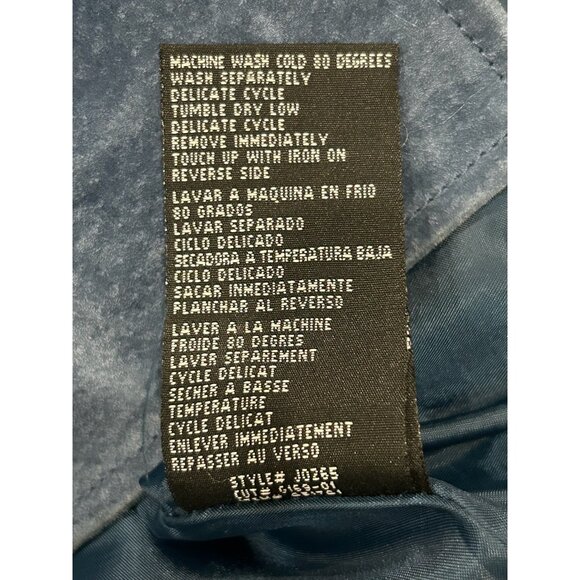 MACHINE WASH COLD 80 DEGREES
WASH SEPARATELY
DELICATE CYCLE
TUMBLE DRY LOW
DELICATE CYCLE
REMOVE IMMEDIATELY
TOUCH UP WITH IRON ON
REVERSE SIDE
LAVAR A MAQUINA EN FRIO
80 GRADOS
LAVAR SEPARADO
CICLO DELICADO
SECADORA A TEMPERATURA BAJA
CICLO DELICADO
SACAR INMEDIATAMENTE
PLANCHAR AL REVERSO
LAVER A LA MACHINE
FROIDE 80 DEGRES
LAVER SEPAREMENT
CYCLE DELICAT
SECHER A BASSE
TEMPERATURE
CYCLE DELICAT
ENLEVER IMMEDIATEMENT
REPASSER AU VERSO
STYLE# J0265
CUT# G159-01